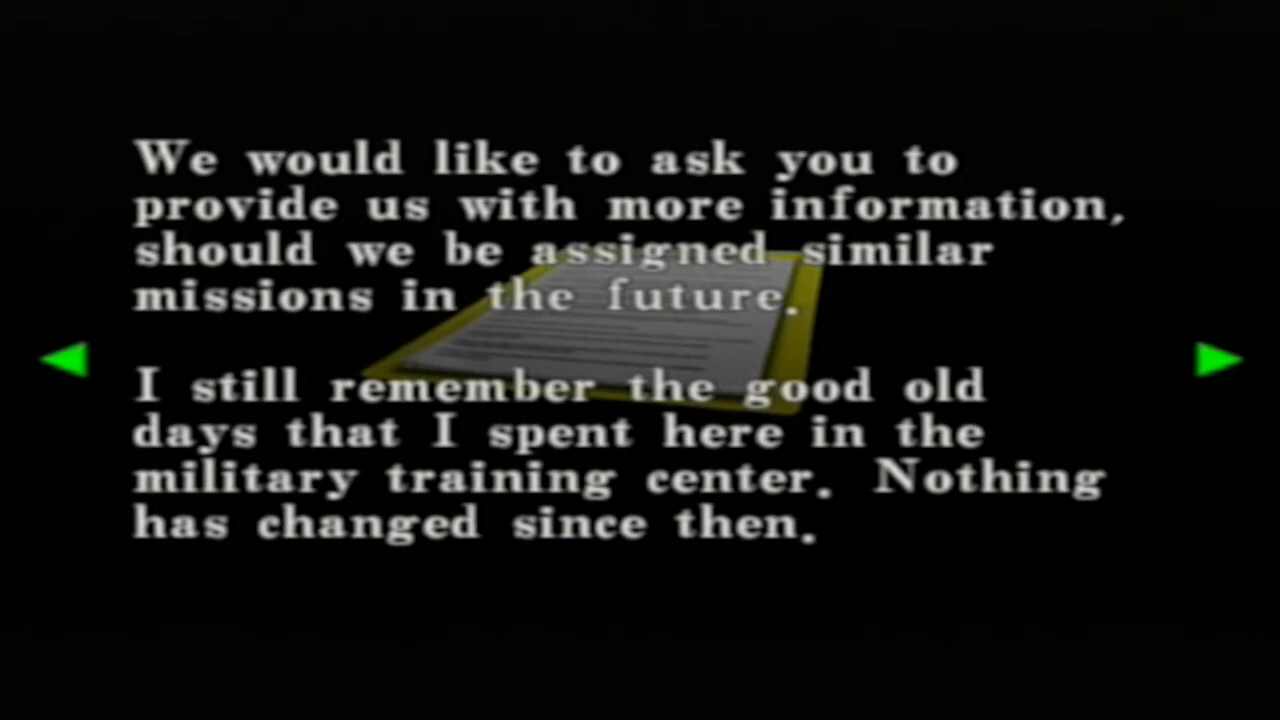 We would like to ask you to
provide us with more information,
should we be assigned similar
missions in the future.
I still remember the good old
days that I spent here in the
military training center. Nothing
has changed since then.